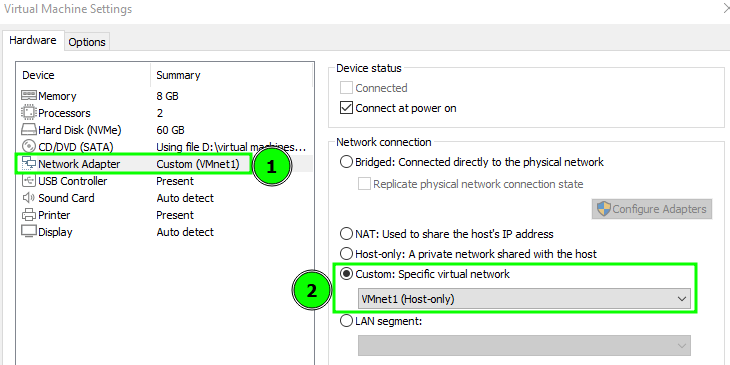 Virtual Machine Settings
Hardware
Options
Device Summary
Memory 8 GB
Processors 2
Hard Disk (NVMe) 60 GB
CD/DVD (SATA) Using file D:\virtual machines...
Network Adapter Custom (VMnet1)
1
USB Controller Present
Sound Card Auto detect
Printer Present
Display Auto detect
Device status
Connected
Connect at power on
Network connection
Bridged: Connected directly to the physical network
Replicate physical network connection state
Configure Adapters
NAT: Used to share the host's IP address
Host-only: A private network shared with the host
2
Custom: Specific virtual network
VMnet1 (Host-only)
LAN segment: